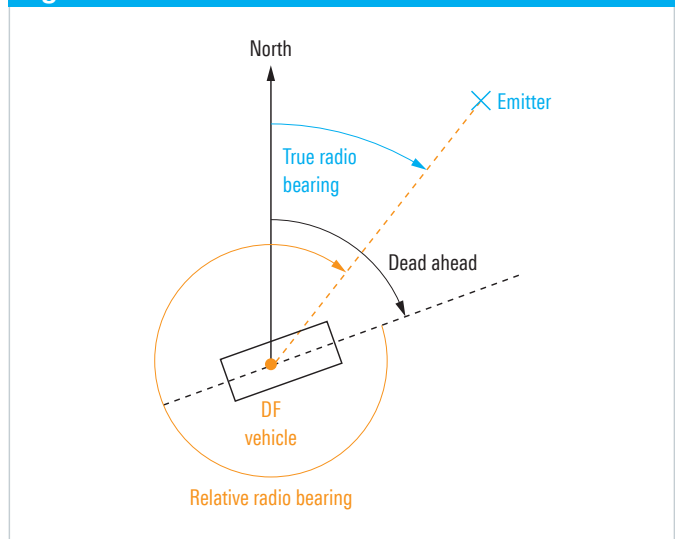 North
Emitter
True radio
bearing
Dead ahead
DF
vehicle
Relative radio bearing